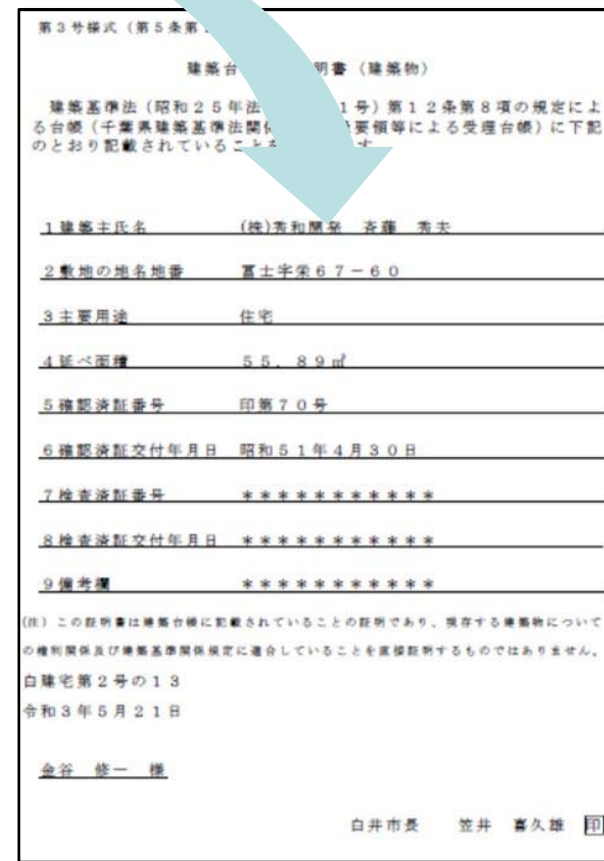 第3号様式（第5条第
建築台 明書（建築物）
建築基準法（昭和25年法 1号）第12条第8項の規定によ
る台帳（千葉県建築基準法関係 要領等による受理台帳）に下記
のとおり記載されていること す。
1建築主氏名 (株)秀和開発 斉藤 秀夫
2敷地の地名地番 冨士字栄67－60
3主要用途 住宅
4延べ面積 55．89㎡
5確認済証番号 印第70号
6確認済証交付年月日 昭和51年4月30日
7検査済証番号 ＊＊＊＊＊＊＊＊＊＊＊
8検査済証交付年月日 ＊＊＊＊＊＊＊＊＊＊＊
9備考欄 ＊＊＊＊＊＊＊＊＊＊＊
(注) この証明書は建築台帳に記載されていることの証明であり、現存する建築物について
の権利関係及び建築基準関係規定に適合していることを直接証明するものではありません。
白建宅第2号の13
令和3年5月21日
金谷 修一 様
白井市長 笠井 喜久雄 印